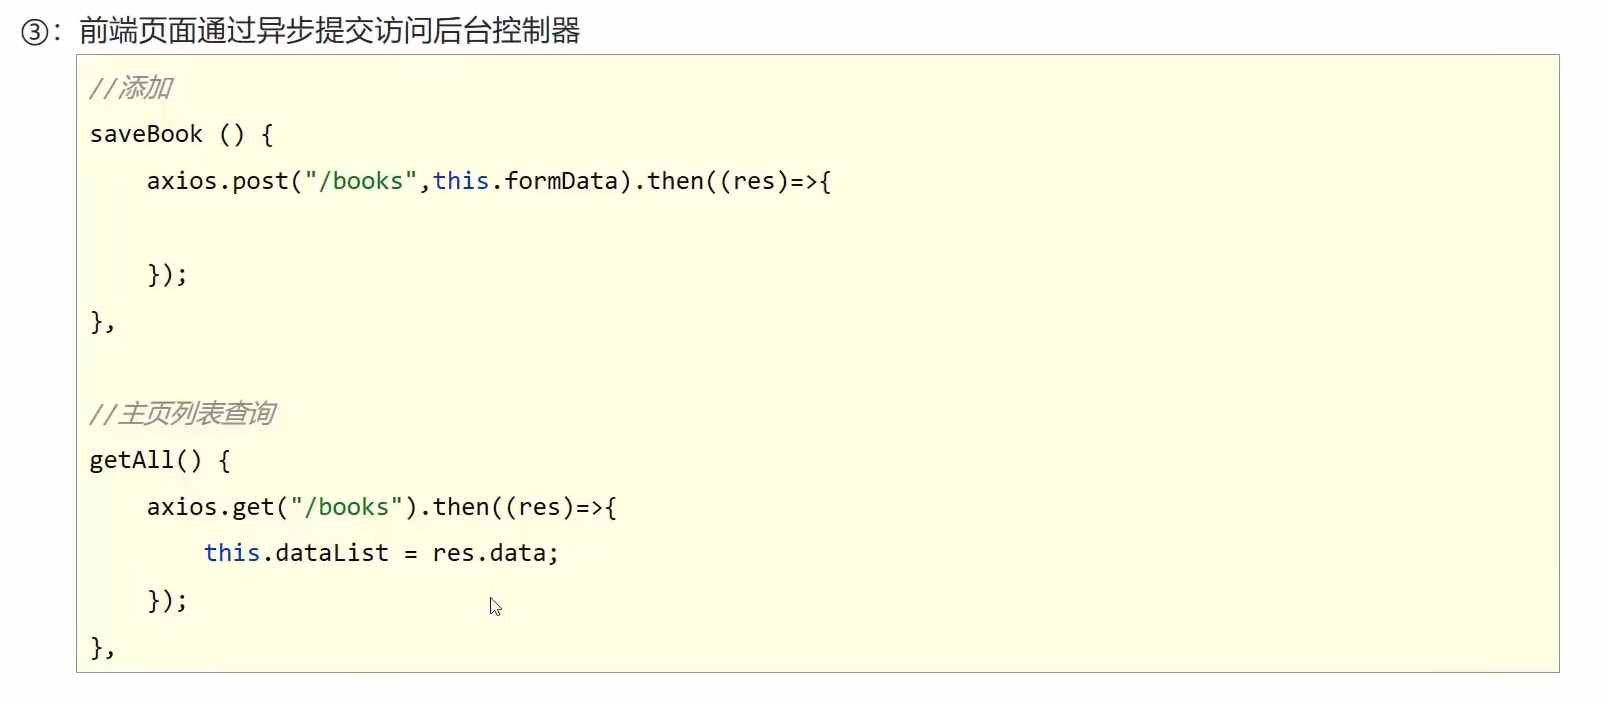 ③：前端页面通过异步提交访问后台控制器
//添加
saveBook () {
    axios.post("/books",this.formData).then((res)=>{
    });
},
//主页列表查询
getAll() {
    axios.get("/books").then((res)=>{
        this.dataList = res.data;
    });
},